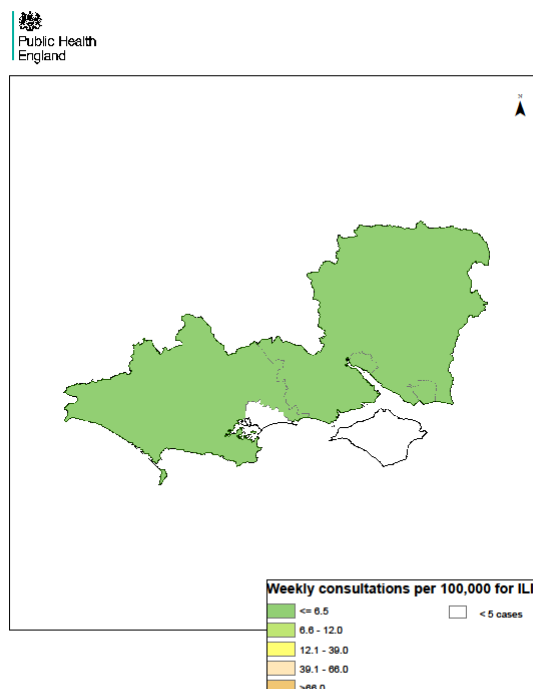 Public Health
England
N
Weekly consultations per 100,000 for ILI
<= 6.5
< 5 cases
6.6 - 12.0
12.1 - 39.0
39.1 - 66.0
>66.0